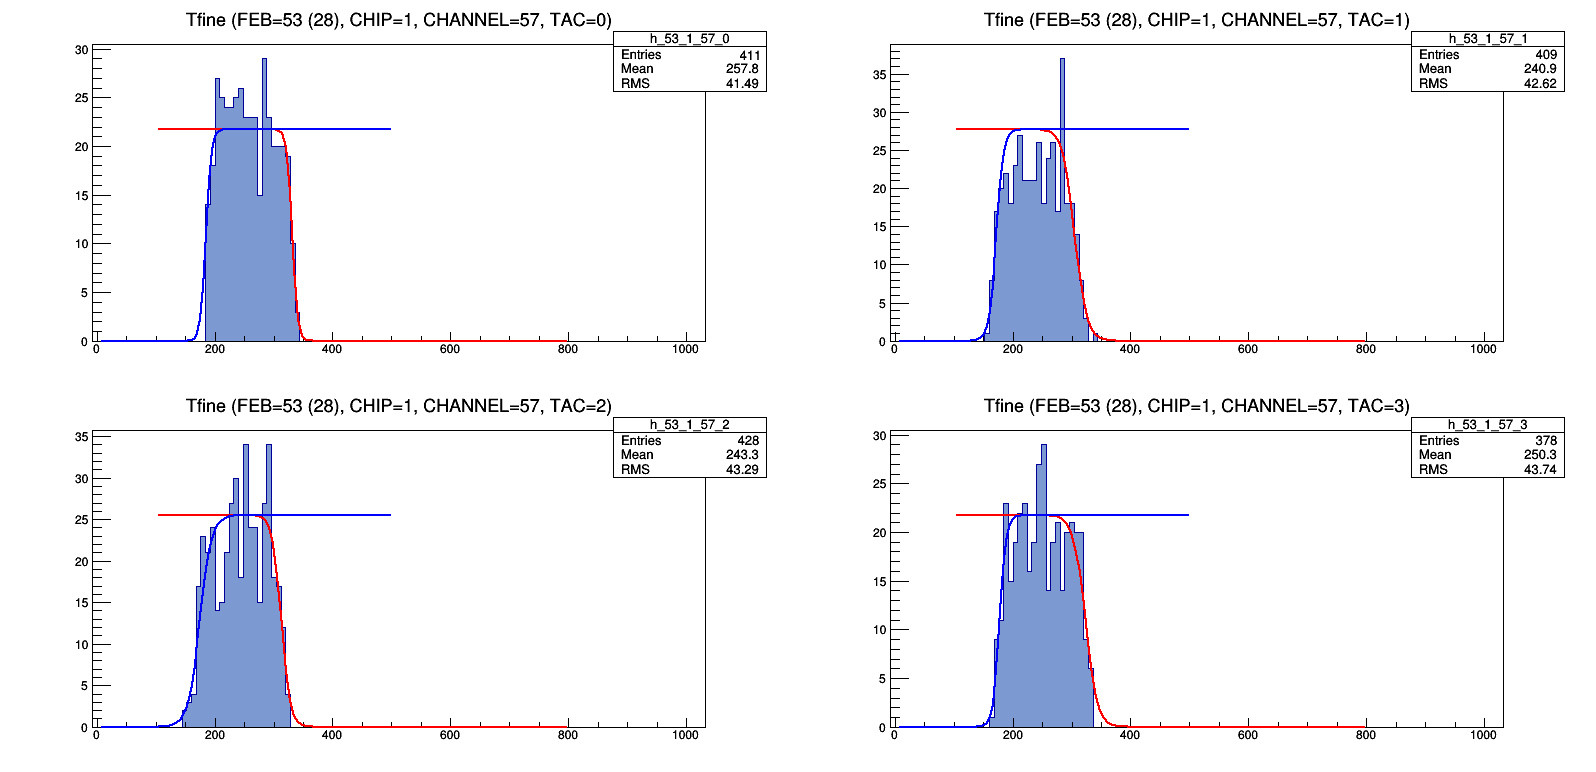 Tfine (FEB=53 (28), CHIP=1, CHANNEL=57, TAC=0)
h_53_1_57_0
Entries 411
Mean 257.8
RMS 41.49
30
25
20
15
10
5
0
0 200 400 600 800 1000
Tfine (FEB=53 (28), CHIP=1, CHANNEL=57, TAC=1)
h_53_1_57_1
Entries 409
Mean 240.9
RMS 42.62
35
30
25
20
15
10
5
0
0 200 400 600 800 1000
Tfine (FEB=53 (28), CHIP=1, CHANNEL=57, TAC=2)
h_53_1_57_2
Entries 428
Mean 243.3
RMS 43.29
35
30
25
20
15
10
5
0
0 200 400 600 800 1000
Tfine (FEB=53 (28), CHIP=1, CHANNEL=57, TAC=3)
h_53_1_57_3
Entries 378
Mean 250.3
RMS 43.74
30
25
20
15
10
5
0
0 200 400 600 800 1000